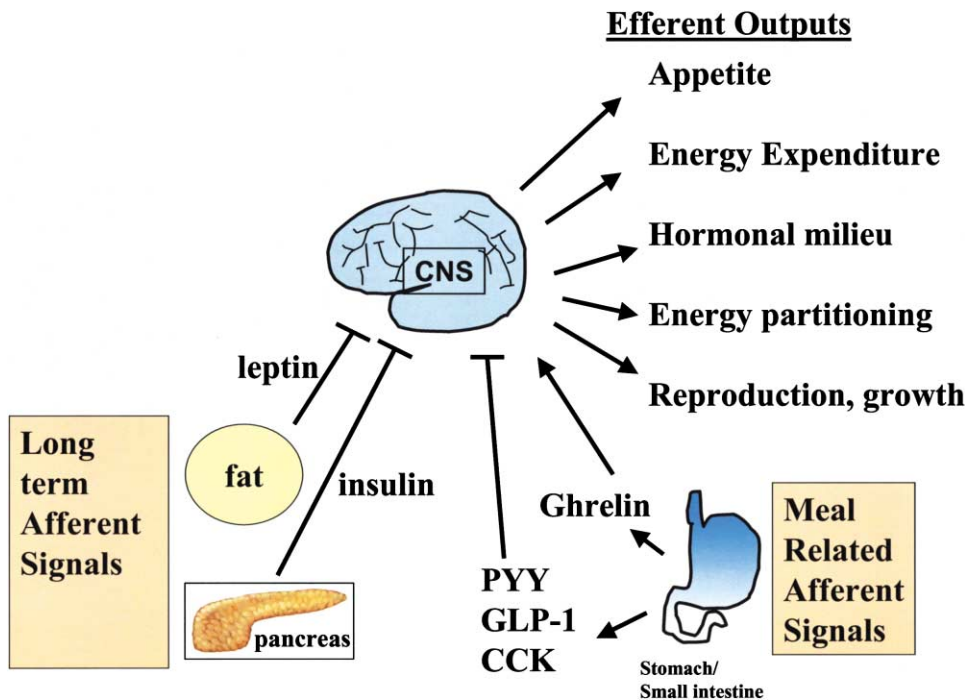 Efferent Outputs
Appetite
Energy Expenditure
Hormonal milieu
Energy partitioning
Reproduction, growth
CNS
leptin
fat
insulin
pancreas
Long
term
Afferent
Signals
Ghrelin
PYY
GLP-1
CCK
Stomach/
Small intestine
Meal
Related
Afferent
Signals